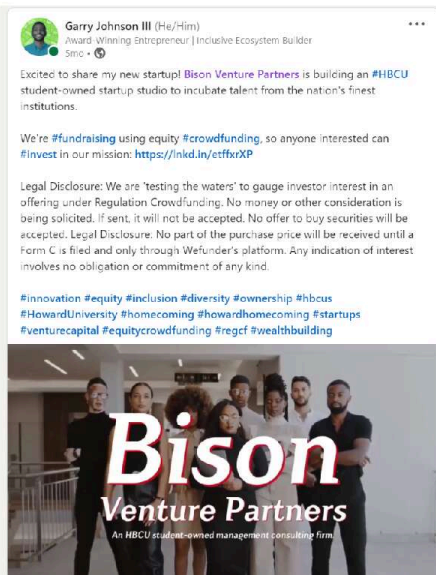 Garry Johnson III (He/Him)
Award-Winning Entrepreneur | Inclusive Ecosystem
Builder
5mo •
Excited to share my new startup! Bison Venture Partners is building an #HBCU
student-owned startup studio to incubate talent from the nation's finest
institutions.
We're #fundraising using equity #crowdfunding, so anyone interested can
#invest in our mission: https://lnkd.in/etffxrXP
Legal Disclosure: We are 'testing the waters' to gauge investor interest in an
offering under Regulation Crowdfunding. No money or other consideration is
being solicited. If sent, it will not be accepted. No offer to buy securities will be
accepted. Legal Disclosure: No part of the purchase price will be received until a
Form C is filed and only through Wefunder's platform. Any indication of interest
involves no obligation or commitment of any kind.
#innovation #equity #inclusion #diversity #ownership #hbcus
#HowardUniversity #homecoming #howardhomecoming #startups
#venturecapital #equitycrowdfunding #regcf #wealthbuilding
Bison
Venture Partners
An HBCU student-owned management consulting firm.